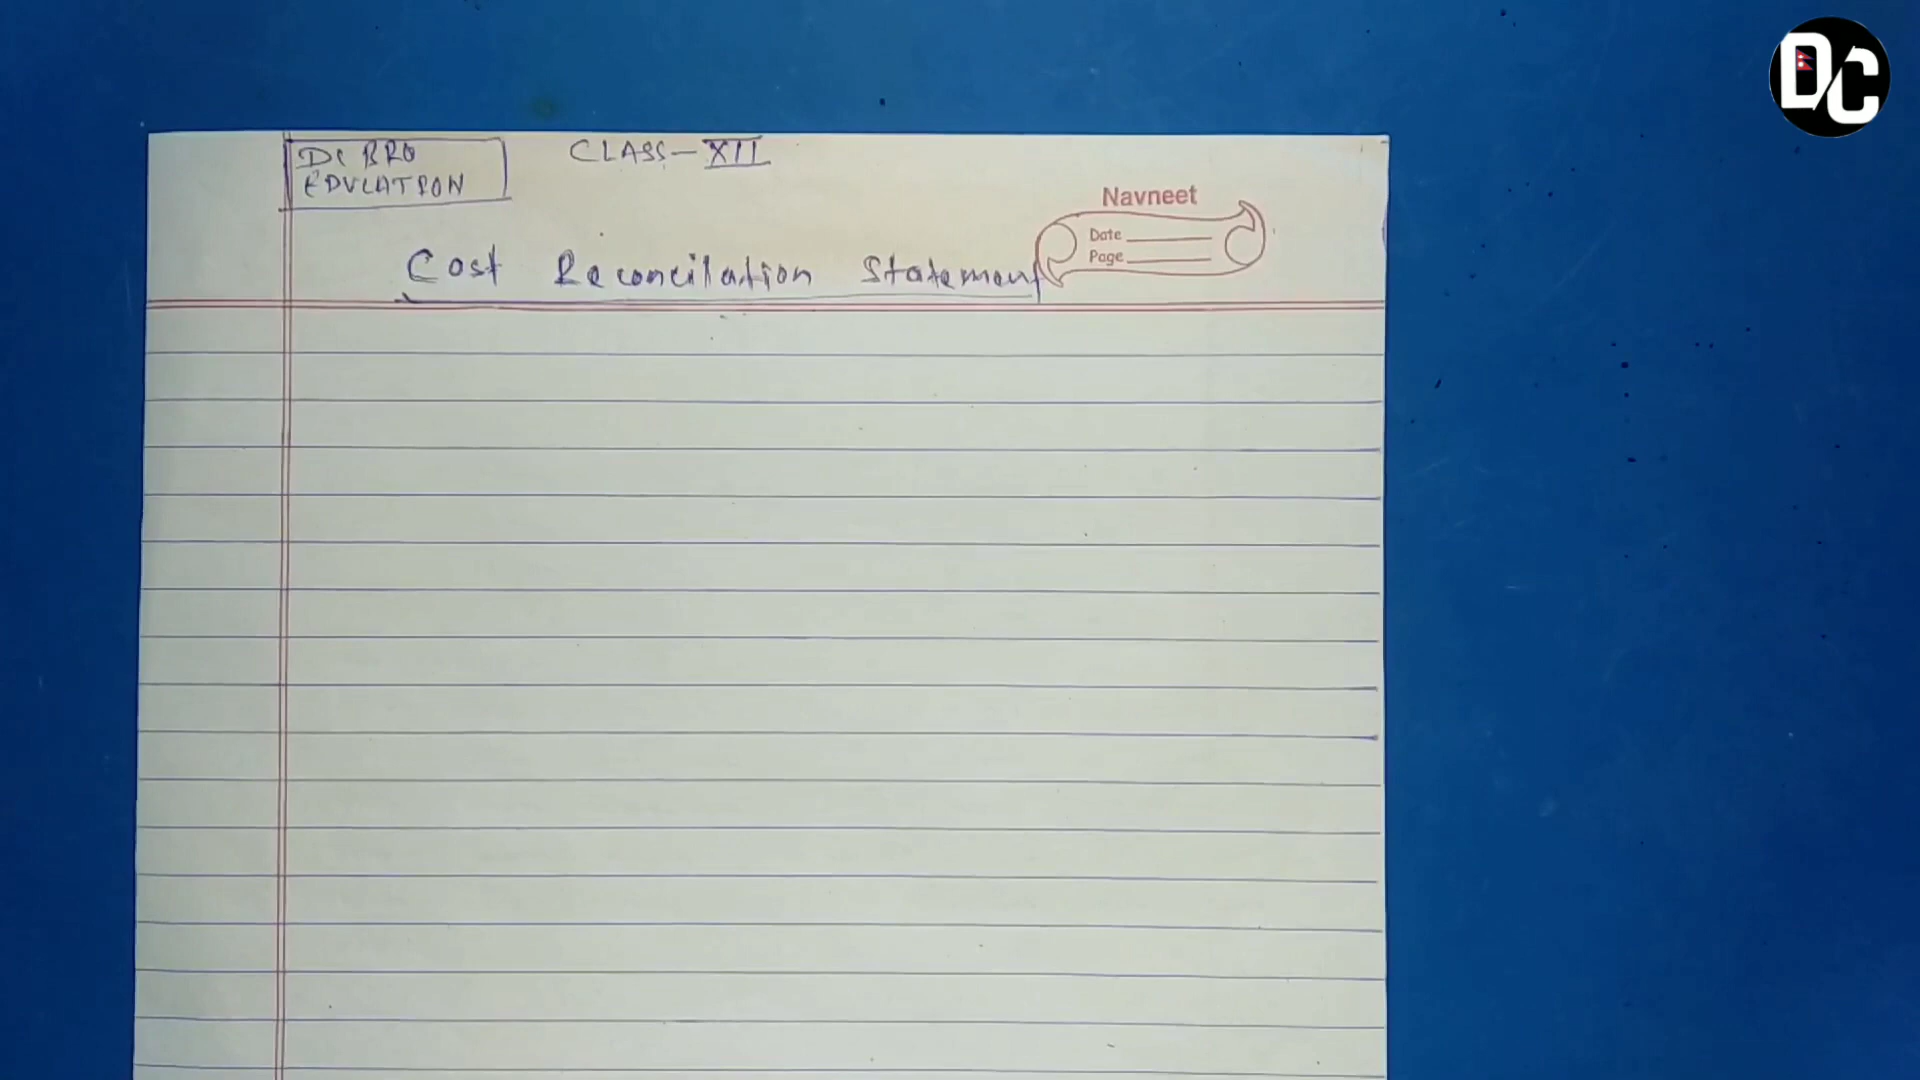 DC BRO
EDUCATION
CLASS-XII
Navneet
Date
Page
Cost Reconcilation Statement
DC